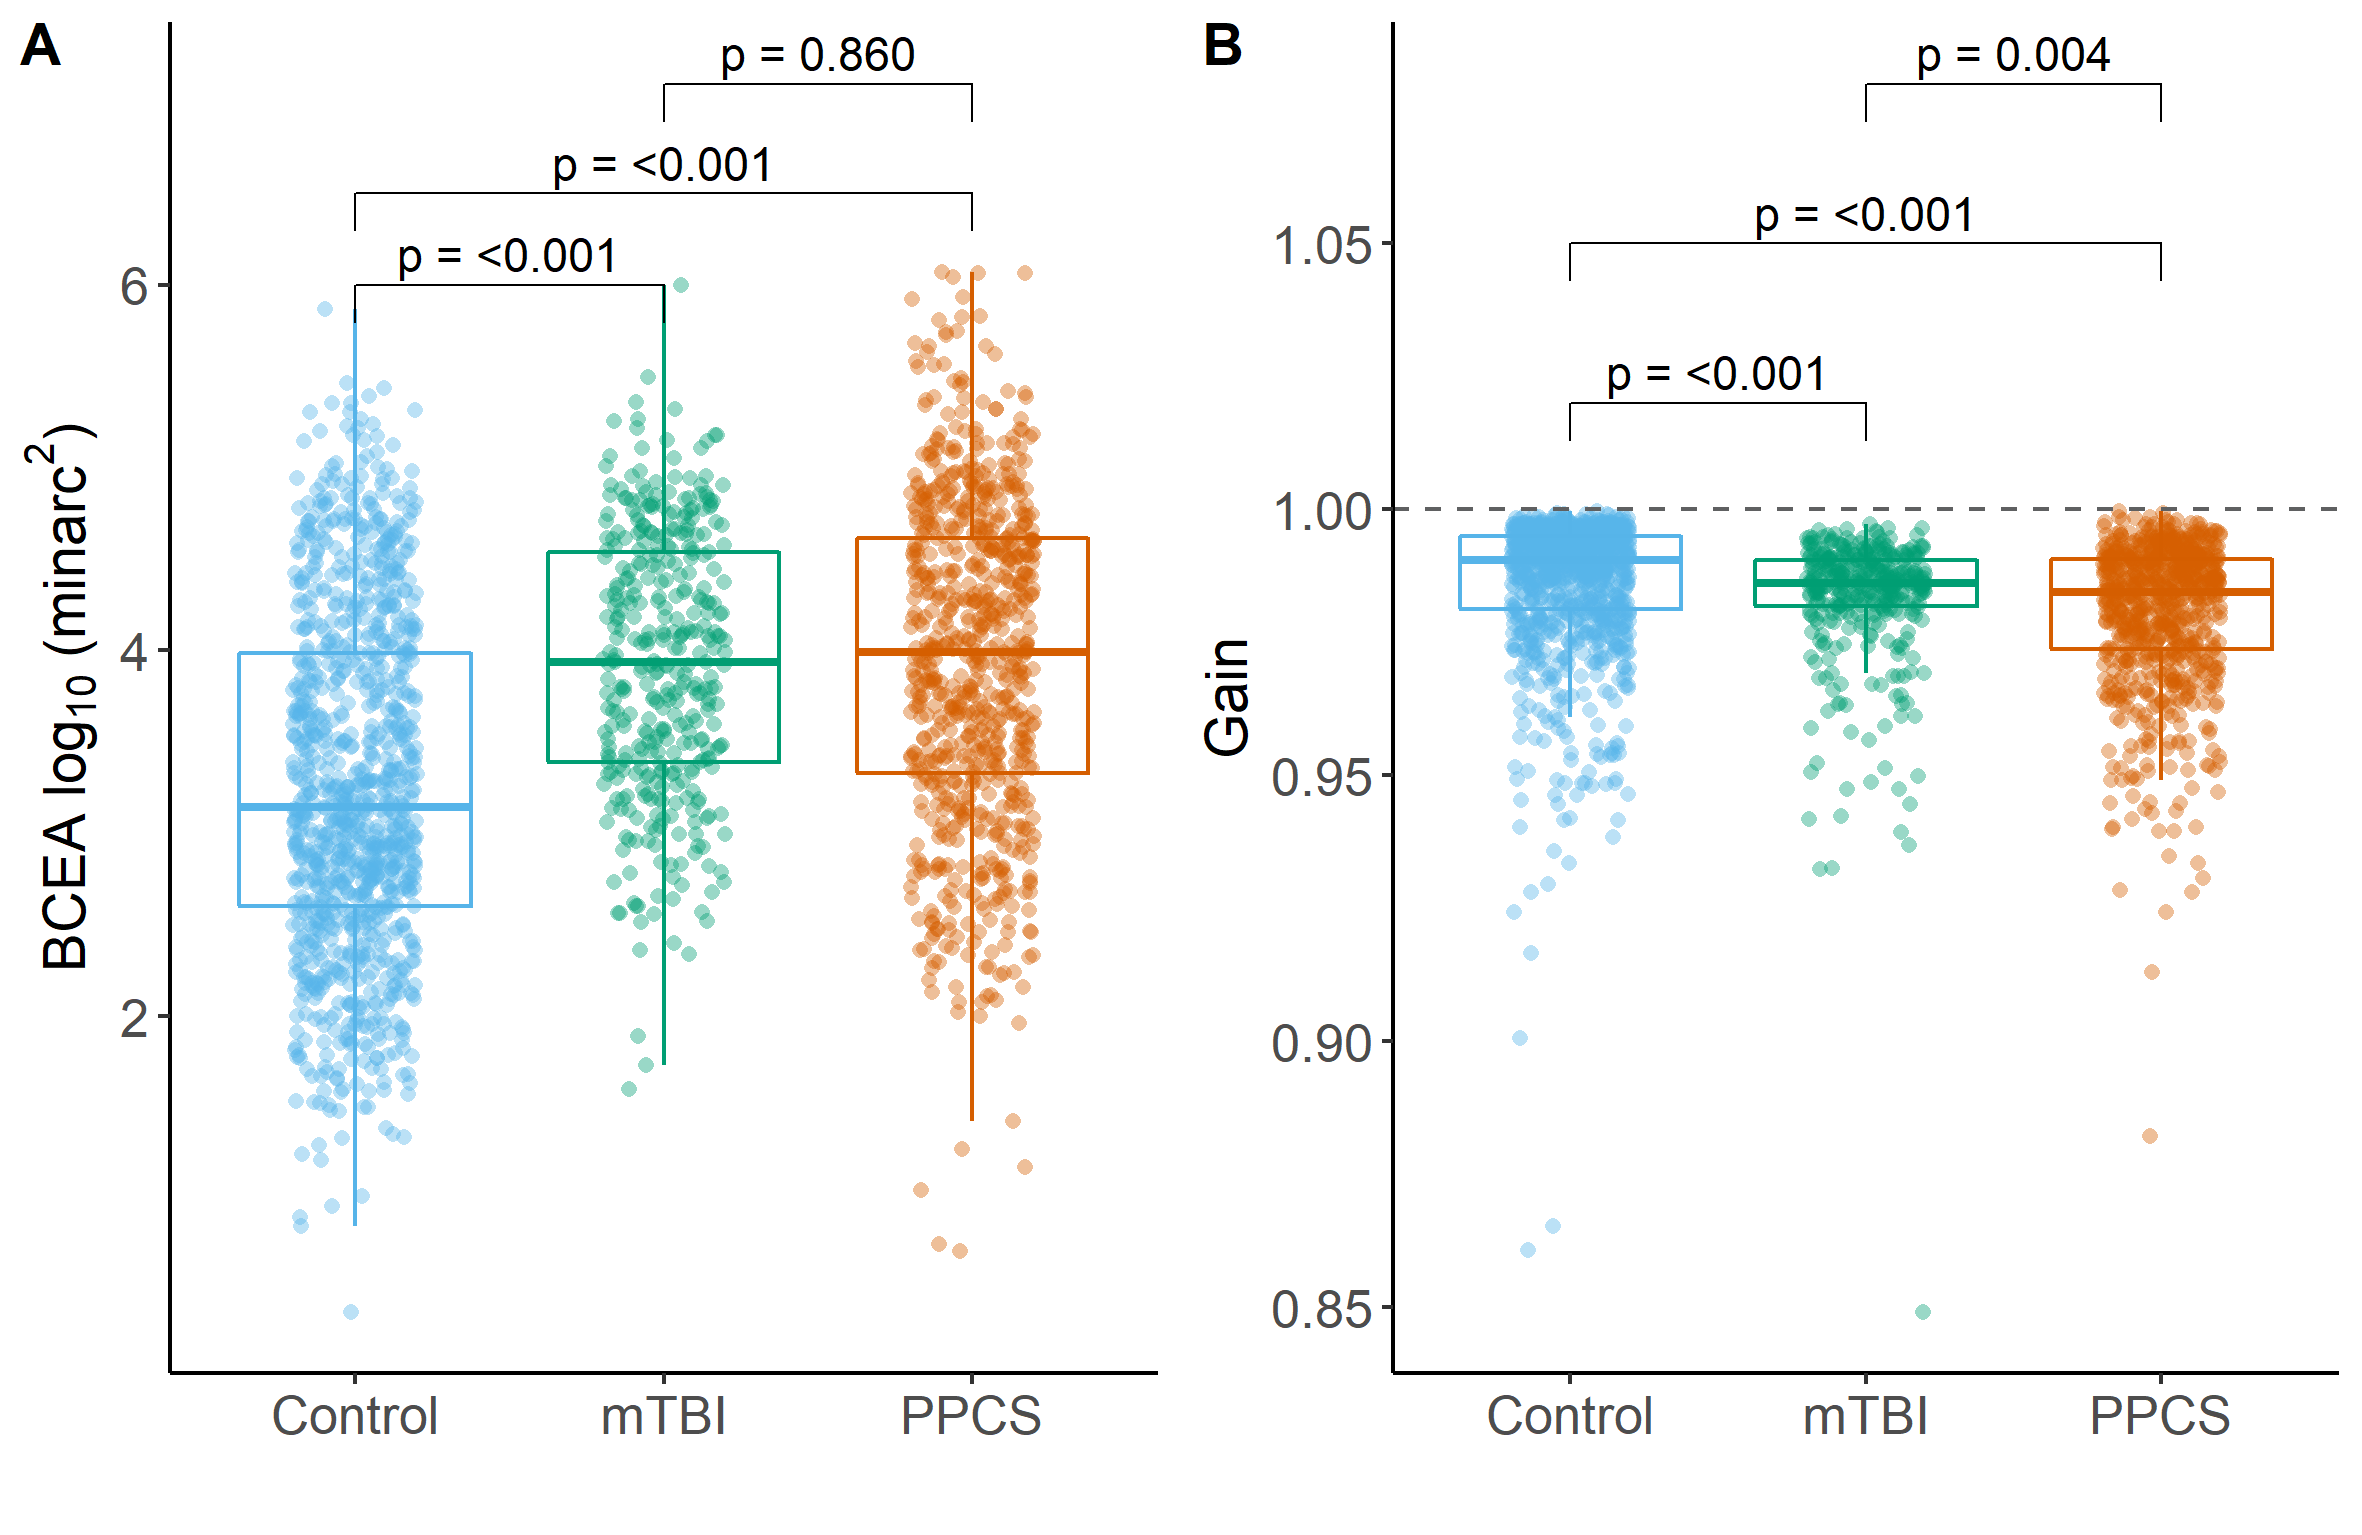 A
p = 0.860
p = <0.001
p = <0.001
6
4
2
BCEA log₁₀ (minarc²)
Control mTBI PPCS
B
p = 0.004
p = <0.001
p = <0.001
1.05
1.00
0.95
0.90
0.85
Gain
Control mTBI PPCS